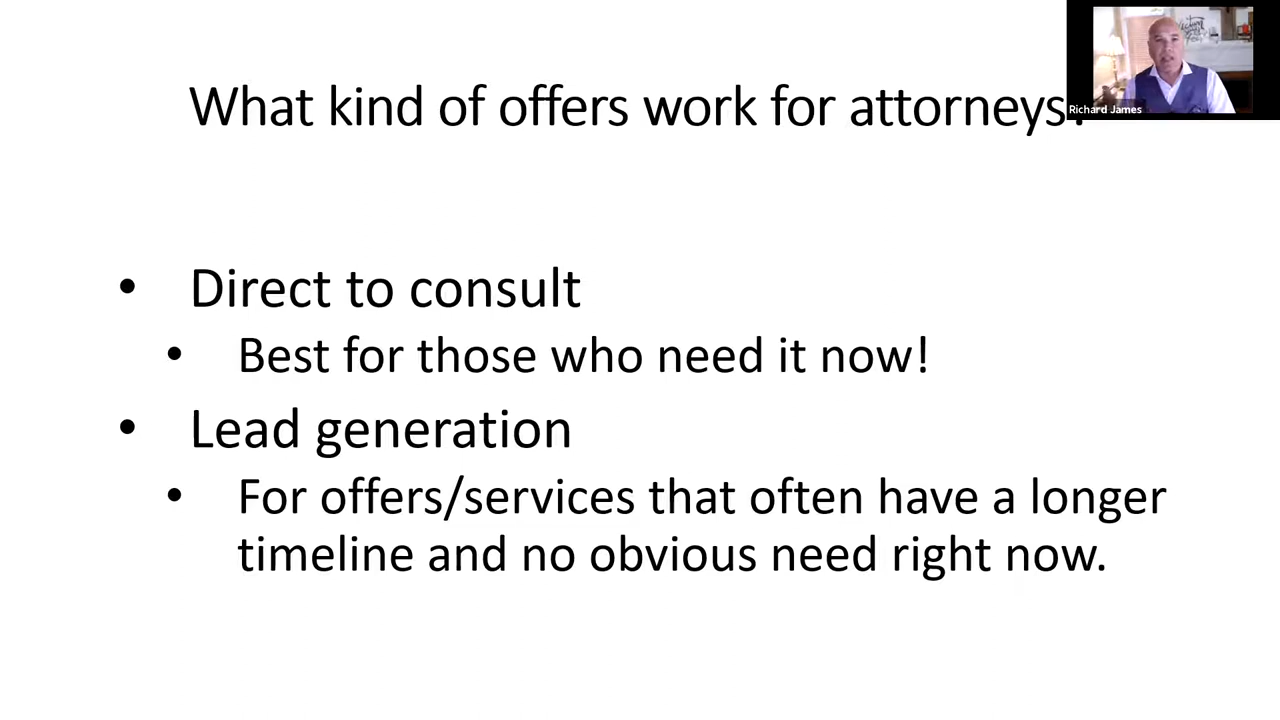 What kind of offers work for attorneys?
Richard James
• Direct to consult
• Best for those who need it now!
• Lead generation
• For offers/services that often have a longer
timeline and no obvious need right now.